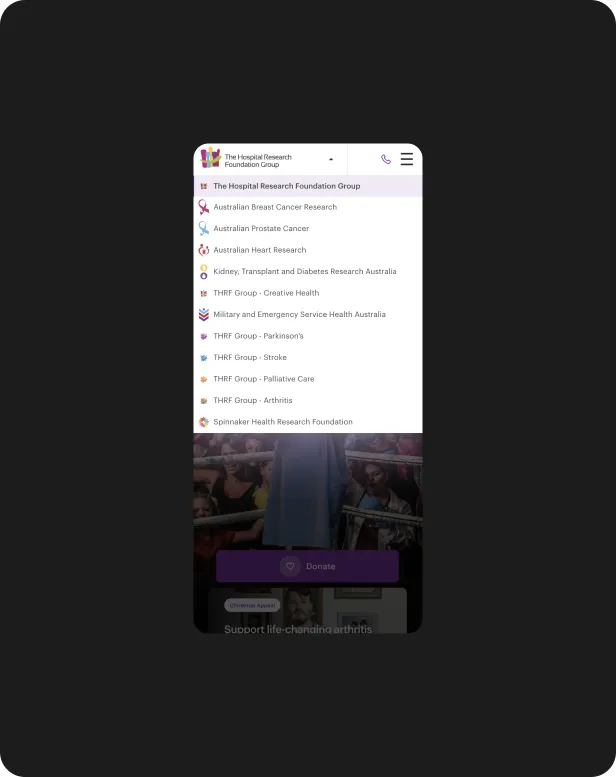 The Hospital Research
Foundation Group
The Hospital Research Foundation Group
Australian Breast Cancer Research
Australian Prostate Cancer
Australian Heart Research
Kidney, Transplant and Diabetes Research Australia
THRF Group - Creative Health
Military and Emergency Service Health Australia
THRF Group - Parkinson's
THRF Group - Stroke
THRF Group - Palliative Care
THRF Group - Arthritis
Spinnaker Health Research Foundation
Donate
Christmas Appeal
Support life-changing arthritis